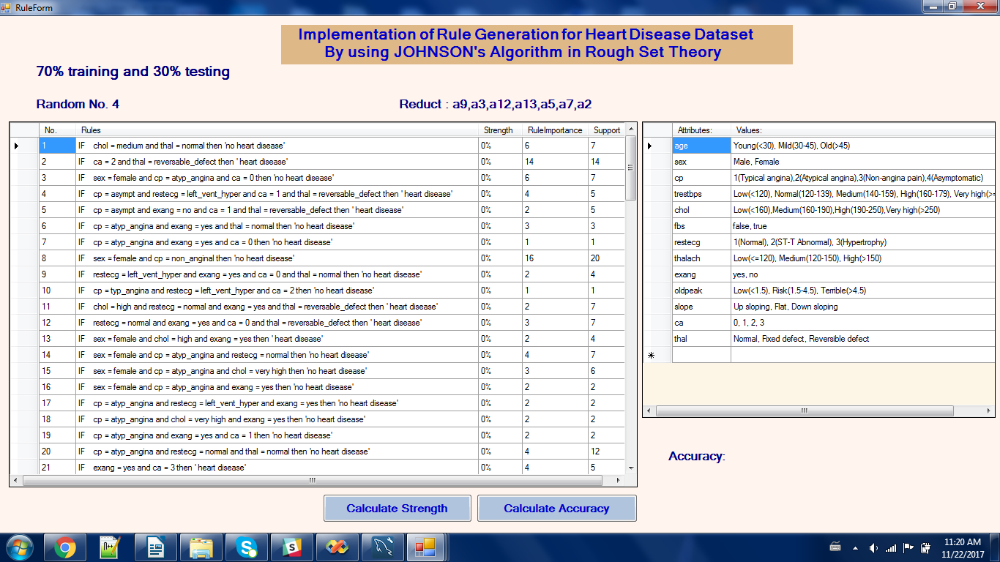 RuleForm
Implementation of Rule Generation for Heart Disease Dataset
By using JOHNSON's Algorithm in Rough Set Theory
70% training and 30% testing
Random No. 4
Reduct : a9,a3,a12,a13,a5,a7,a2
No. Rules Strength RuleImportance Support
1 IF chol = medium and thal = normal then 'no heart disease' 0% 6 7
2 IF ca = 2 and thal = reversable_defect then ' heart disease' 0% 14 14
3 IF sex = female and cp = atyp_angina and ca = 0 then 'no heart disease' 0% 6 7
4 IF cp = asympt and restecg = left_vent_hyper and ca = 1 and thal = reversable_defect then ' heart disease' 0% 4 5
5 IF cp = asympt and exang = no and ca = 1 and thal = reversable_defect then ' heart disease' 0% 2 5
6 IF cp = atyp_angina and exang = yes and thal = normal then 'no heart disease' 0% 3 3
7 IF cp = atyp_angina and exang = yes and ca = 0 then 'no heart disease' 0% 1 1
8 IF sex = female and cp = non_anginal then 'no heart disease' 0% 16 20
9 IF restecg = left_vent_hyper and exang = yes and ca = 0 and thal = normal then 'no heart disease' 0% 2 4
10 IF cp = typ_angina and restecg = left_vent_hyper and ca = 2 then 'no heart disease' 0% 1 1
11 IF chol = high and restecg = normal and exang = yes and thal = reversable_defect then ' heart disease' 0% 2 7
12 IF restecg = normal and exang = yes and ca = 0 and thal = reversable_defect then ' heart disease' 0% 3 7
13 IF sex = female and chol = high and exang = yes then ' heart disease' 0% 2 4
14 IF sex = female and cp = atyp_angina and restecg = normal then 'no heart disease' 0% 4 7
15 IF sex = female and cp = atyp_angina and chol = very high then 'no heart disease' 0% 3 6
16 IF sex = female and cp = atyp_angina and exang = yes then 'no heart disease' 0% 2 2
17 IF cp = atyp_angina and restecg = left_vent_hyper and exang = yes then 'no heart disease' 0% 2 2
18 IF cp = atyp_angina and chol = very high and exang = yes then 'no heart disease' 0% 2 2
19 IF cp = atyp_angina and exang = yes and ca = 1 then 'no heart disease' 0% 2 2
20 IF cp = atyp_angina and restecg = normal and thal = normal then 'no heart disease' 0% 4 12
21 IF exang = yes and ca = 3 then ' heart disease' 0% 4 5
Attributes: Values:
age Young(<30), Mild(30-45), Old(>45)
sex Male, Female
cp 1(Typical angina),2(Atypical angina),3(Non-angina pain),4(Asymptomatic)
trestbps Low(<120), Normal(120-139), Medium(140-159), High(160-179), Very high(>=
chol Low(<160),Medium(160-190),High(190-250),Very high(>250)
fbs false, true
restecg 1(Normal), 2(ST-T Abnormal), 3(Hypertrophy)
thalach Low(<=120), Medium(120-150), High(>150)
exang yes, no
oldpeak Low(<1.5), Risk(1.5-4.5), Terrible(>4.5)
slope Up sloping, Flat, Down sloping
ca 0, 1, 2, 3
thal Normal, Fixed defect, Reversible defect
Accuracy:
Calculate Strength
Calculate Accuracy
11:20 AM
11/22/2017